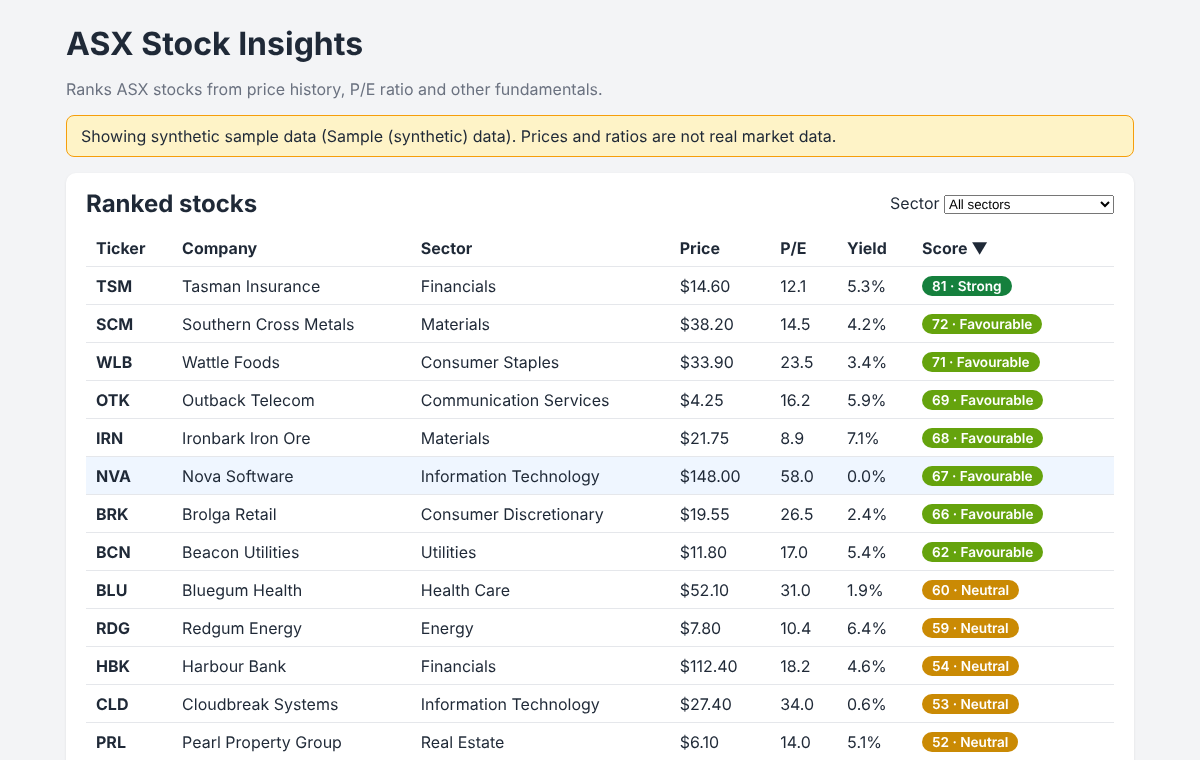 ASX Stock Insights
Ranks ASX stocks from price history, P/E ratio and other fundamentals.
Showing synthetic sample data (Sample (synthetic) data). Prices and ratios are not real market data.
Ranked stocks Sector All sectors
Ticker Company Sector Price P/E Yield Score ▼
TSM Tasman Insurance Financials $14.60 12.1 5.3% 81 · Strong
SCM Southern Cross Metals Materials $38.20 14.5 4.2% 72 · Favourable
WLB Wattle Foods Consumer Staples $33.90 23.5 3.4% 71 · Favourable
OTK Outback Telecom Communication Services $4.25 16.2 5.9% 69 · Favourable
IRN Ironbark Iron Ore Materials $21.75 8.9 7.1% 68 · Favourable
NVA Nova Software Information Technology $148.00 58.0 0.0% 67 · Favourable
BRK Brolga Retail Consumer Discretionary $19.55 26.5 2.4% 66 · Favourable
BCN Beacon Utilities Utilities $11.80 17.0 5.4% 62 · Favourable
BLU Bluegum Health Health Care $52.10 31.0 1.9% 60 · Neutral
RDG Redgum Energy Energy $7.80 10.4 6.4% 59 · Neutral
HBK Harbour Bank Financials $112.40 18.2 4.6% 54 · Neutral
CLD Cloudbreak Systems Information Technology $27.40 34.0 0.6% 53 · Neutral
PRL Pearl Property Group Real Estate $6.10 14.0 5.1% 52 · Neutral